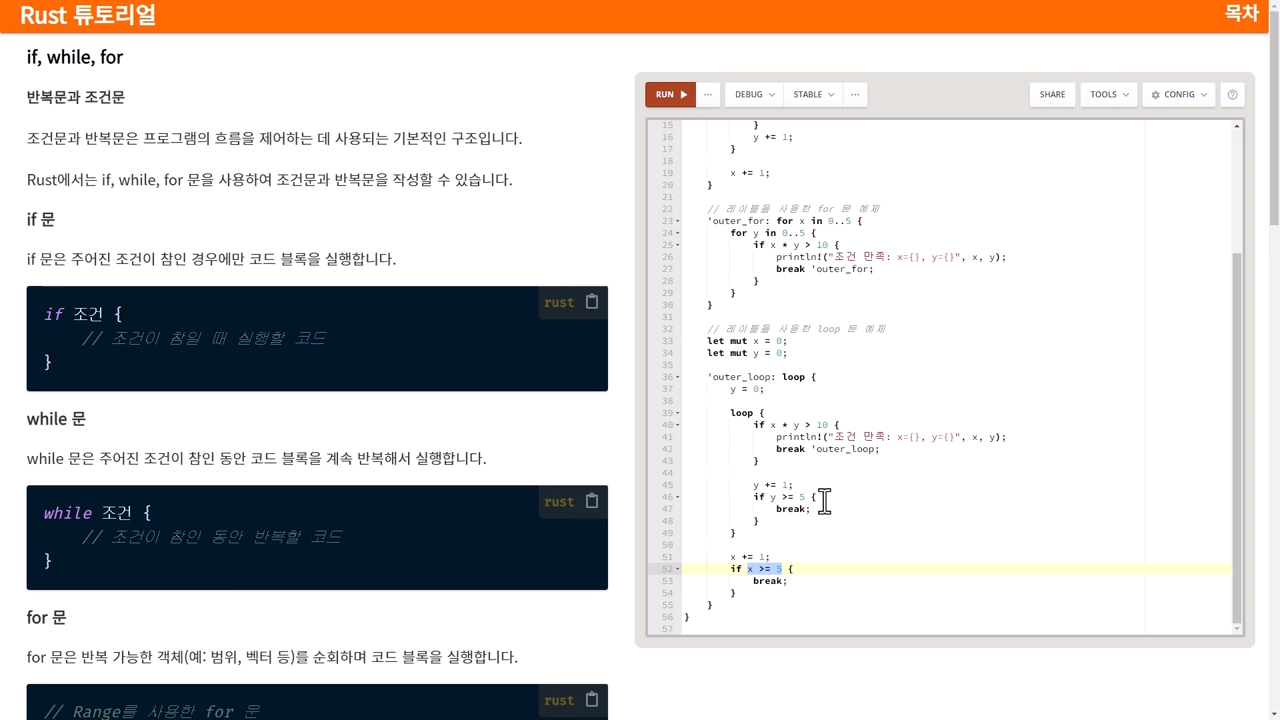 Rust 튜토리얼
목차
if, while, for
반복문과 조건문
조건문과 반복문은 프로그램의 흐름을 제어하는 데 사용되는 기본적인 구조입니다.
Rust에서는 if, while, for 문을 사용하여 조건문과 반복문을 작성할 수 있습니다.
if 문
if 문은 주어진 조건이 참인 경우에만 코드 블록을 실행합니다.
rust
if 조건 {
// 조건이 참일 때 실행할 코드
}
while 문
while 문은 주어진 조건이 참인 동안 코드 블록을 계속 반복해서 실행합니다.
rust
while 조건 {
// 조건이 참인 동안 반복할 코드
}
for 문
for 문은 반복 가능한 객체(예: 범위, 벡터 등)를 순회하며 코드 블록을 실행합니다.
rust
// Range를 사용한 for 문
RUN ... DEBUG STABLE ... SHARE TOOLS CONFIG
15 }
16 y += 1;
17 }
18
19 x += 1;
20 }
21
22 // 레이블을 사용한 for 문 예제
23 'outer_for: for x in 0..5 {
24 for y in 0..5 {
25 if x * y > 10 {
26 println!("조건 만족: x={}, y={}", x, y);
27 break 'outer_for;
28 }
29 }
30 }
31
32 // 레이블을 사용한 loop 문 예제
33 let mut x = 0;
34 let mut y = 0;
35
36 'outer_loop: loop {
37 y = 0;
38
39 loop {
40 if x * y > 10 {
41 println!("조건 만족: x={}, y={}", x, y);
42 break 'outer_loop;
43 }
44
45 y += 1;
46 if y >= 5 {
47 break;
48 }
49 }
50
51 x += 1;
52 if x >= 5 {
53 break;
54 }
55 }
56 }
57